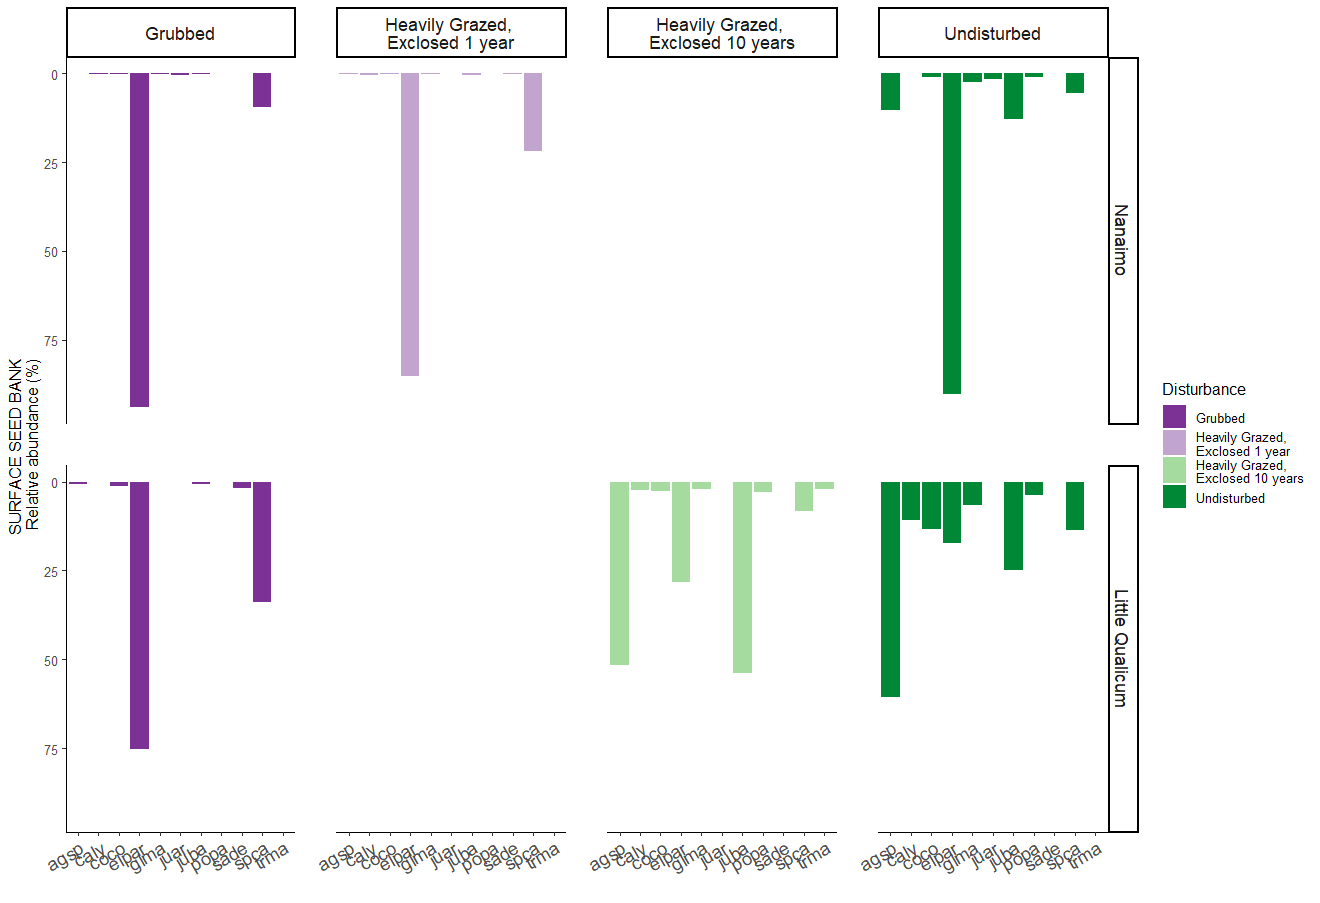 Grubbed
Heavily Grazed,
Exclosed 1 year
Heavily Grazed,
Exclosed 10 years
Undisturbed
0
25
50
75
Nanaimo
SURFACE SEED BANK
Relative abundance (%)
0
25
50
75
Little Qualicum
agsp caly coco elpar glma juar juba popa sade spca trma
agsp caly coco elpar glma juar juba popa sade spca trma
agsp caly coco elpar glma juar juba popa sade spca trma
agsp caly coco elpar glma juar juba popa sade spca trma
Disturbance
Grubbed
Heavily Grazed,
Exclosed 1 year
Heavily Grazed,
Exclosed 10 years
Undisturbed